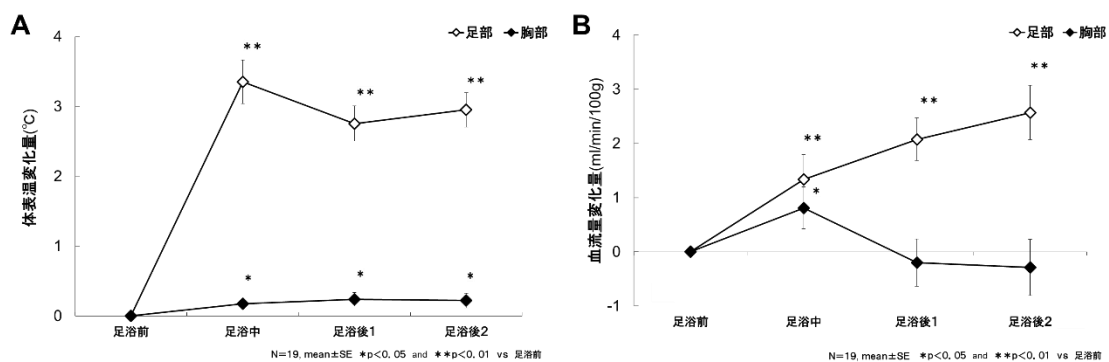 A
足部 胸部
体表温変化量(℃)
4
3
2
1
0
**
**
**
*
*
*
足浴前 足浴中 足浴後1 足浴後2
N=19, mean±SE *p<0.05 and **p<0.01 vs 足浴前
B
足部 胸部
血流量変化量(ml/min/100g)
4
3
2
1
0
-1
**
**
**
*
足浴前 足浴中 足浴後1 足浴後2
N=19, mean±SE *p<0.05 and **p<0.01 vs 足浴前